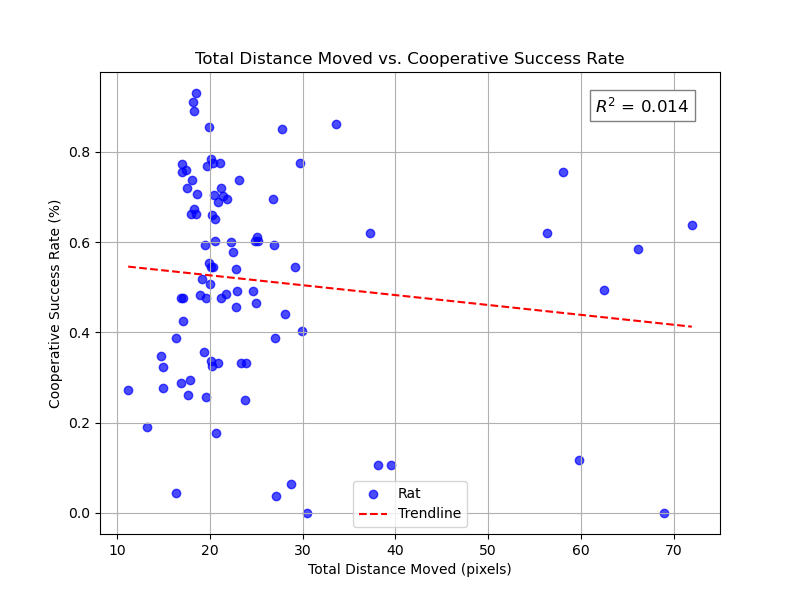 Total Distance Moved vs. Cooperative Success Rate
R² = 0.014
Cooperative Success Rate (%)
0.8
0.6
0.4
0.2
0.0
Rat
Trendline
10 20 30 40 50 60 70
Total Distance Moved (pixels)